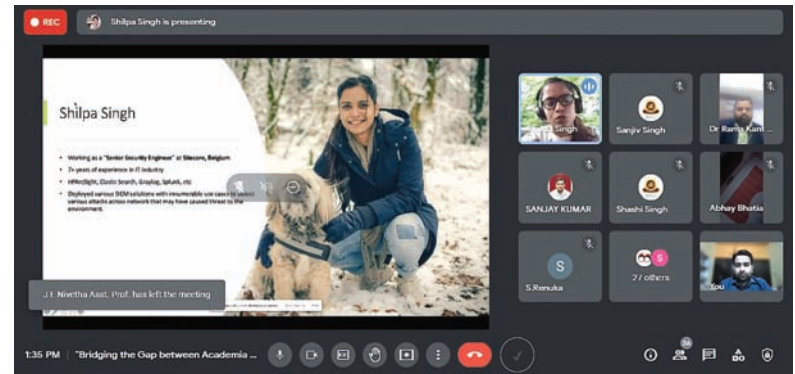 REC
Shilpa Singh is presenting
Shilpa Singh
• Working as a "Senior Security Engineer" at Sitecore, Belgium
• 7+ years of experience in IT Industry
• HPArcSight, Elastic Search, Graylog, Splunk, etc
• Deployed various SIEM solutions with innumerable use cases to detect
various attacks across network that may have caused threat to the
environment.
Prof. has left the meeting
Singh
Sanjiv Singh
Dr Rama Kant ...
SANJAY KUMAR
Shashi Singh
Abhay Bhatia
S
S.Renuka
S
27 others
You
1:35 PM | "Bridging the Gap between Academia ...
36